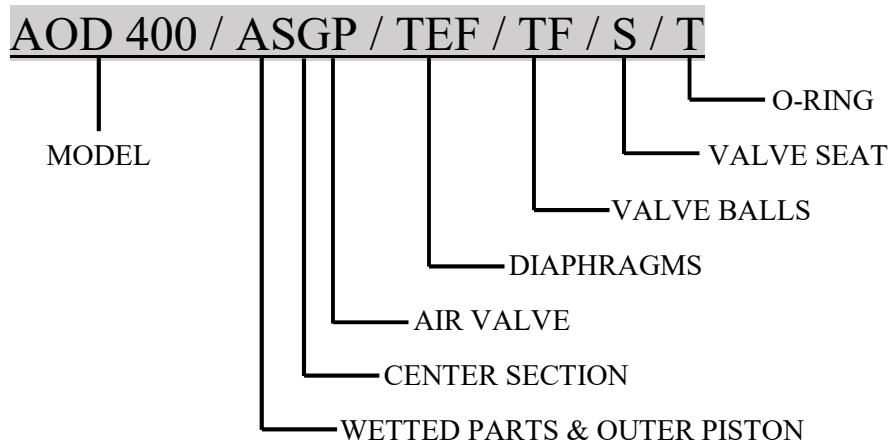 AOD 400 / ASGP / TEF / TF / S / T
O-RING
MODEL
VALVE SEAT
VALVE BALLS
DIAPHRAGMS
AIR VALVE
CENTER SECTION
WETTED PARTS & OUTER PISTON